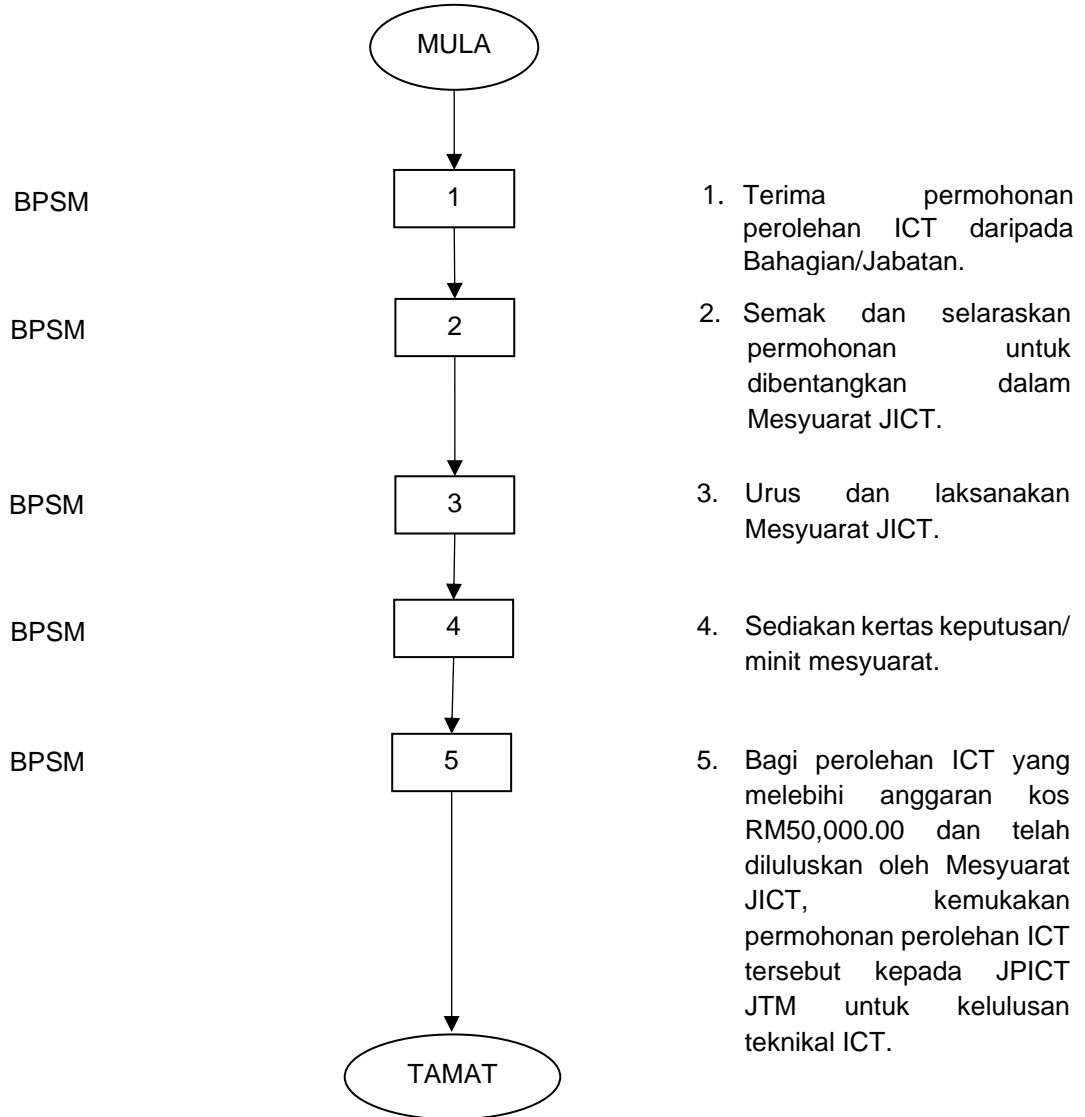 MULA
BPSM
1
1. Terima permohonan
perolehan ICT daripada
Bahagian/Jabatan.
BPSM
2
2. Semak dan selaraskan
permohonan untuk
dibentangkan dalam
Mesyuarat JICT.
BPSM
3
3. Urus dan laksanakan
Mesyuarat JICT.
BPSM
4
4. Sediakan kertas keputusan/
minit mesyuarat.
BPSM
5
5. Bagi perolehan ICT yang
melebihi anggaran kos
RM50,000.00 dan telah
diluluskan oleh Mesyuarat
JICT, kemukakan
permohonan perolehan ICT
tersebut kepada JPICT
JTM untuk kelulusan
teknikal ICT.
TAMAT